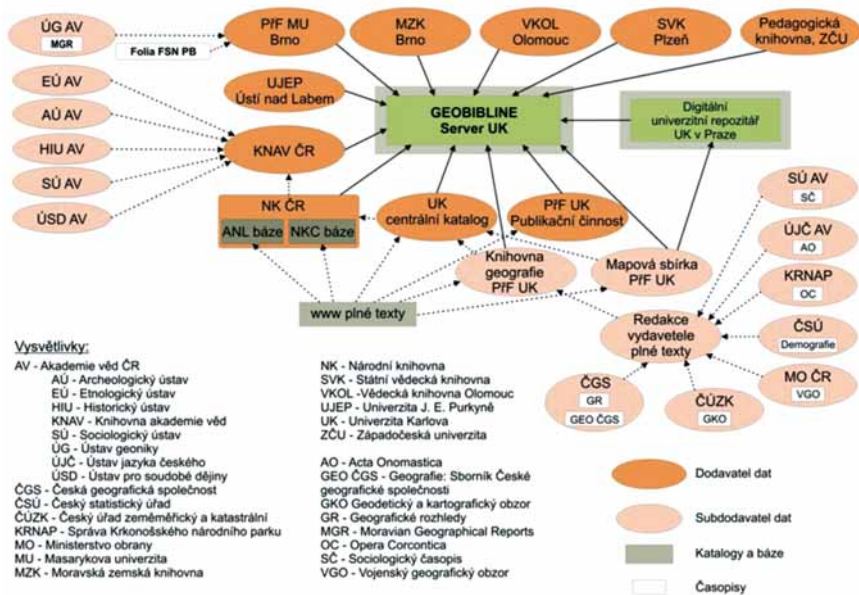 ÚG AV
MGR
Folia FSN PB
PřF MU
Brno
MZK
Brno
VKOL
Olomouc
SVK
Plzeň
Pedagogická
knihovna, ZČU
EÚ AV
AÚ AV
HIU AV
SÚ AV
ÚSD AV
UJEP
Ústí nad Labem
KNAV ČR
GEOBIBLINE
Server UK
Digitální
univerzitní repozitář
UK v Praze
NK ČR
ANL báze
NKC báze
UK
centrální katalog
PřF UK
Publikační činnost
Knihovna
geografie
PřF UK
Mapová sbírka
PřF UK
www plné texty
SÚ AV
SČ
ÚJČ AV
AO
KRNAP
OC
ČSÚ
Demografie
MO ČR
VGO
Redakce
vydavatele
plné texty
ČGS
GR
GEO ČGS
ČÚZK
GKO
Vysvětlivky:
AV - Akademie věd ČR
AÚ - Archeologický ústav
EÚ - Etnologický ústav
HIU - Historický ústav
KNAV - Knihovna akademie věd
SÚ - Sociologický ústav
ÚG - Ústav geoniky
ÚJČ - Ústav jazyka českého
ÚSD - Ústav pro soudobé dějiny
ČGS - Česká geografická společnost
ČSÚ - Český statistický úřad
ČÚZK - Český úřad zeměměřický a katastrální
KRNAP - Správa Krkonošského národního parku
MO - Ministerstvo obrany
MU - Masarykova univerzita
MZK - Moravská zemská knihovna
NK - Národní knihovna
SVK - Státní vědecká knihovna
VKOL -Vědecká knihovna Olomouc
UJEP - Univerzita J. E. Purkyně
UK - Univerzita Karlova
ZČU - Západočeská univerzita
AO - Acta Onomastica
GEO ČGS - Geografie: Sborník České
geografické společnosti
GKO Geodetický a kartografický obzor
GR - Geografické rozhledy
MGR - Moravian Geographical Reports
OC - Opera Corcontica
SČ - Sociologický časopis
VGO - Vojenský geografický obzor
Dodavatel dat
Subdodavatel dat
Katalogy a báze
Časopisy